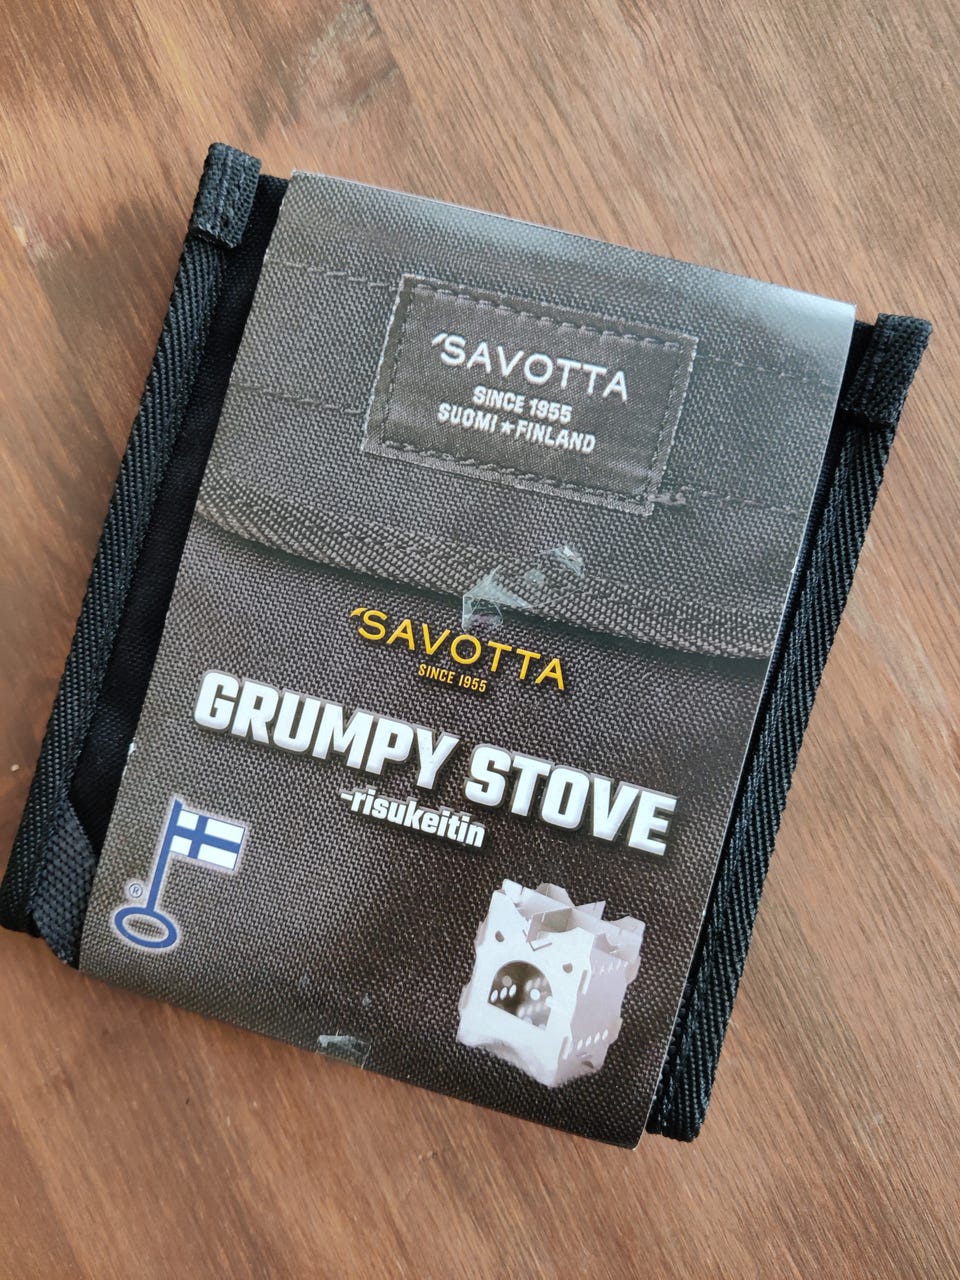 SAVOTTA
SINCE 1955
SUOMI★FINLAND
SAVOTTA
SINCE 1955
GRUMPY STOVE
-risukeitin
®